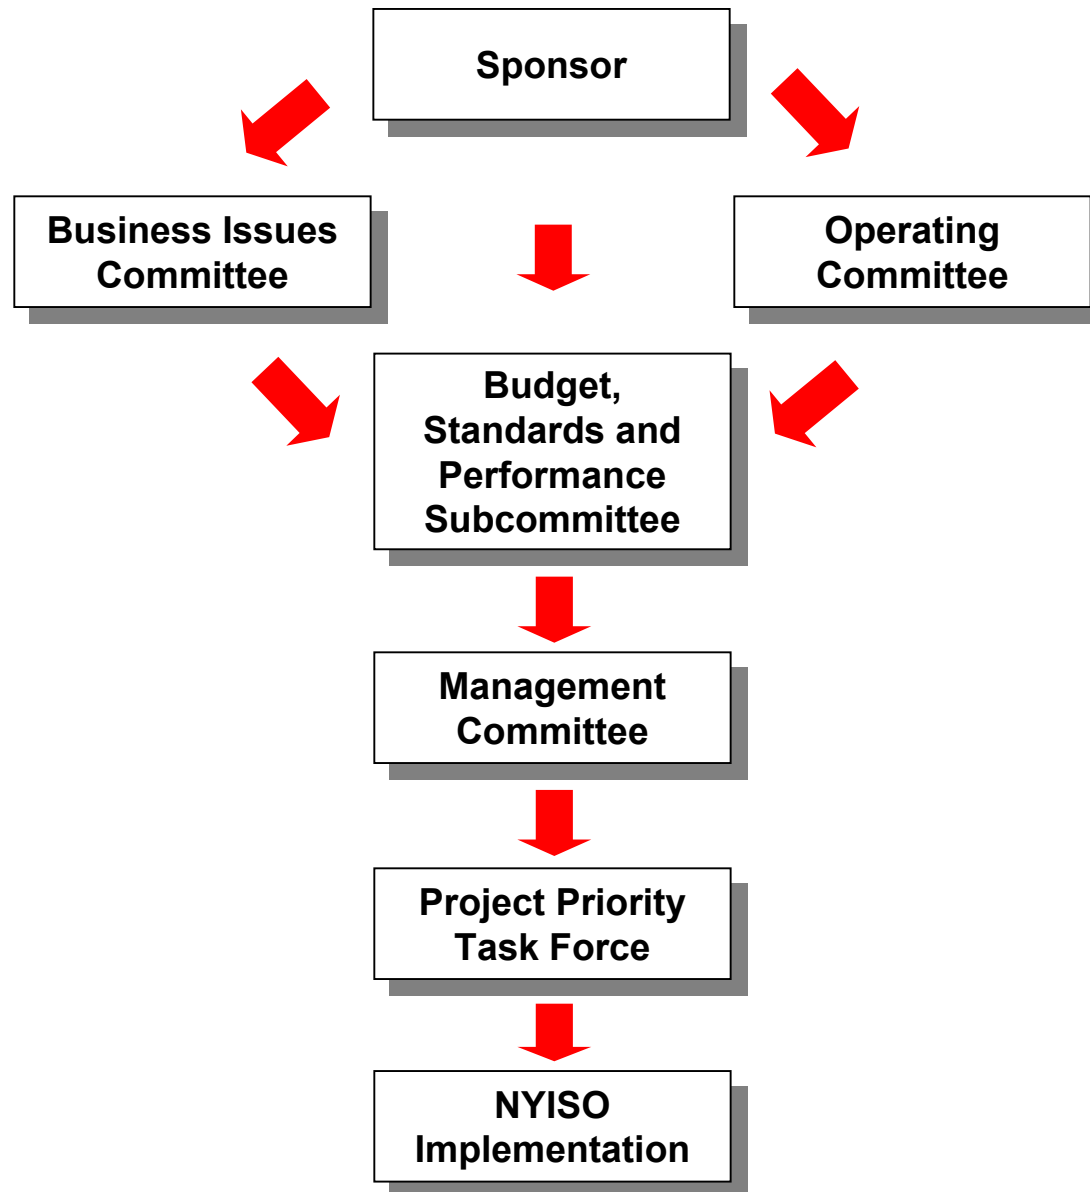 Sponsor
Business Issues
Committee
Operating
Committee
Budget,
Standards and
Performance
Subcommittee
Management
Committee
Project Priority
Task Force
NYISO
Implementation